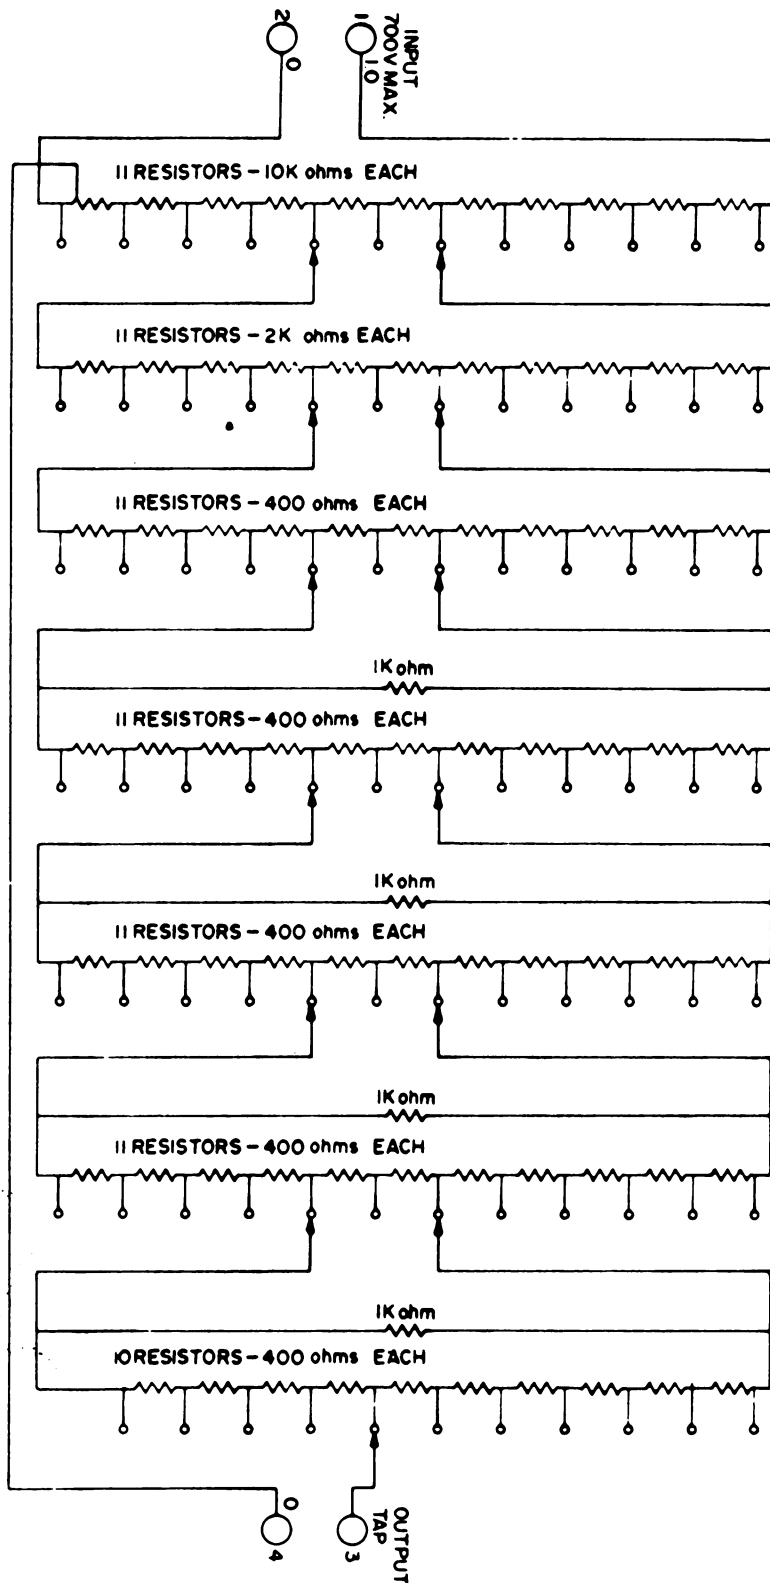 INPUT
700V MAX.
1
1.0
2
0
11 RESISTORS - 10K ohms EACH
11 RESISTORS - 2K ohms EACH
11 RESISTORS - 400 ohms EACH
1K ohm
11 RESISTORS - 400 ohms EACH
1K ohm
11 RESISTORS - 400 ohms EACH
1K ohm
11 RESISTORS - 400 ohms EACH
1K ohm
10 RESISTORS - 400 ohms EACH
0
4
3
OUTPUT
TAP